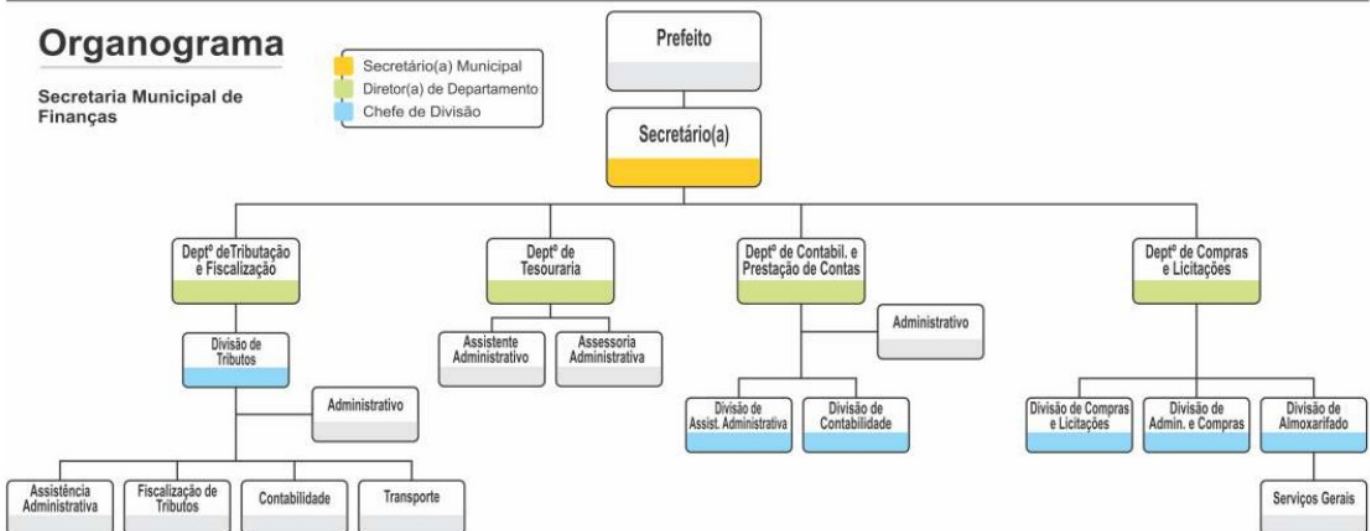 Organograma
Secretaria Municipal de
Finanças
Secretário(a) Municipal
Diretor(a) de Departamento
Chefe de Divisão
Prefeito
Secretário(a)
Deptº deTributação
e Fiscalização
Deptº de
Tesouraria
Deptº de Contabil. e
Prestação de Contas
Deptº de Compras
e Licitações
Divisão de
Tributos
Assistente
Administrativo
Assessoria
Administrativa
Administrativo
Administrativo
Divisão de
Assist. Administrativa
Divisão de
Contabilidade
Divisão de Compras
e Licitações
Divisão de
Admin. e Compras
Divisão de
Almoxarifado
Assistência
Administrativa
Fiscalização de
Tributos
Contabilidade
Transporte
Serviços Gerais